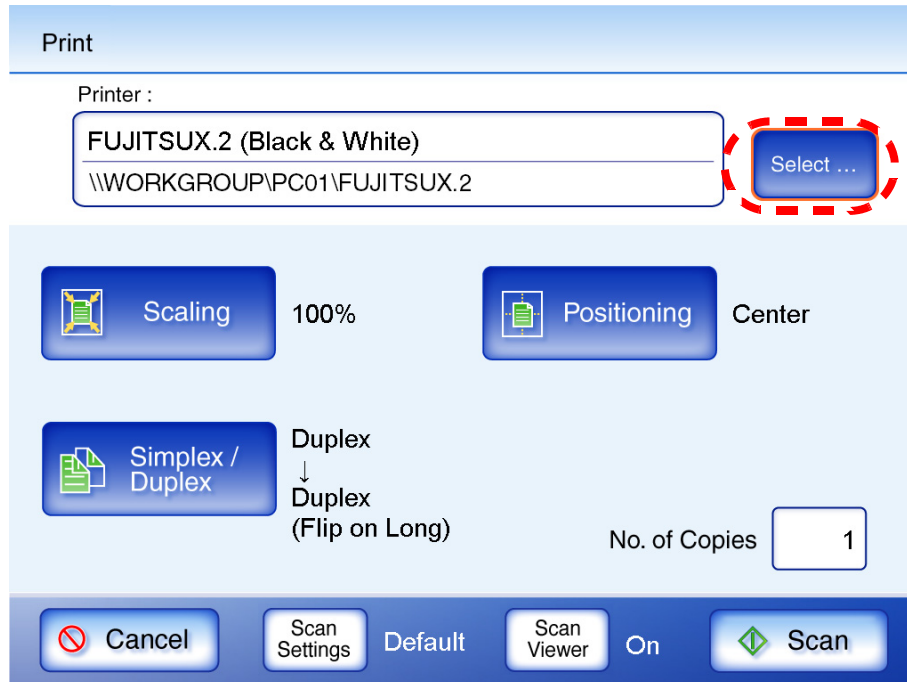 Print
Printer :
FUJITSUX.2 (Black & White)
\\WORKGROUP\PC01\FUJITSUX.2
Select ...
Scaling
100%
Positioning
Center
Simplex /
Duplex
Duplex
↓
Duplex
(Flip on Long)
No. of Copies
1
Cancel
Scan
Settings
Default
Scan
Viewer
On
Scan